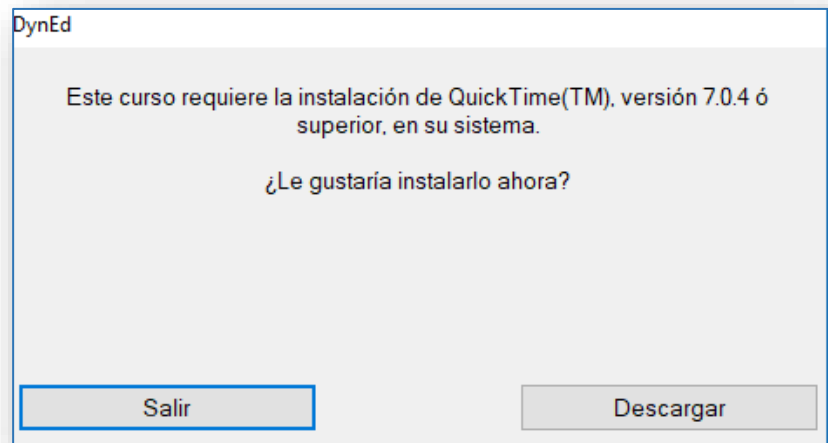 DynEd
Este curso requiere la instalación de QuickTime(TM), versión 7.0.4 ó
superior, en su sistema.
¿Le gustaría instalarlo ahora?
Salir
Descargar